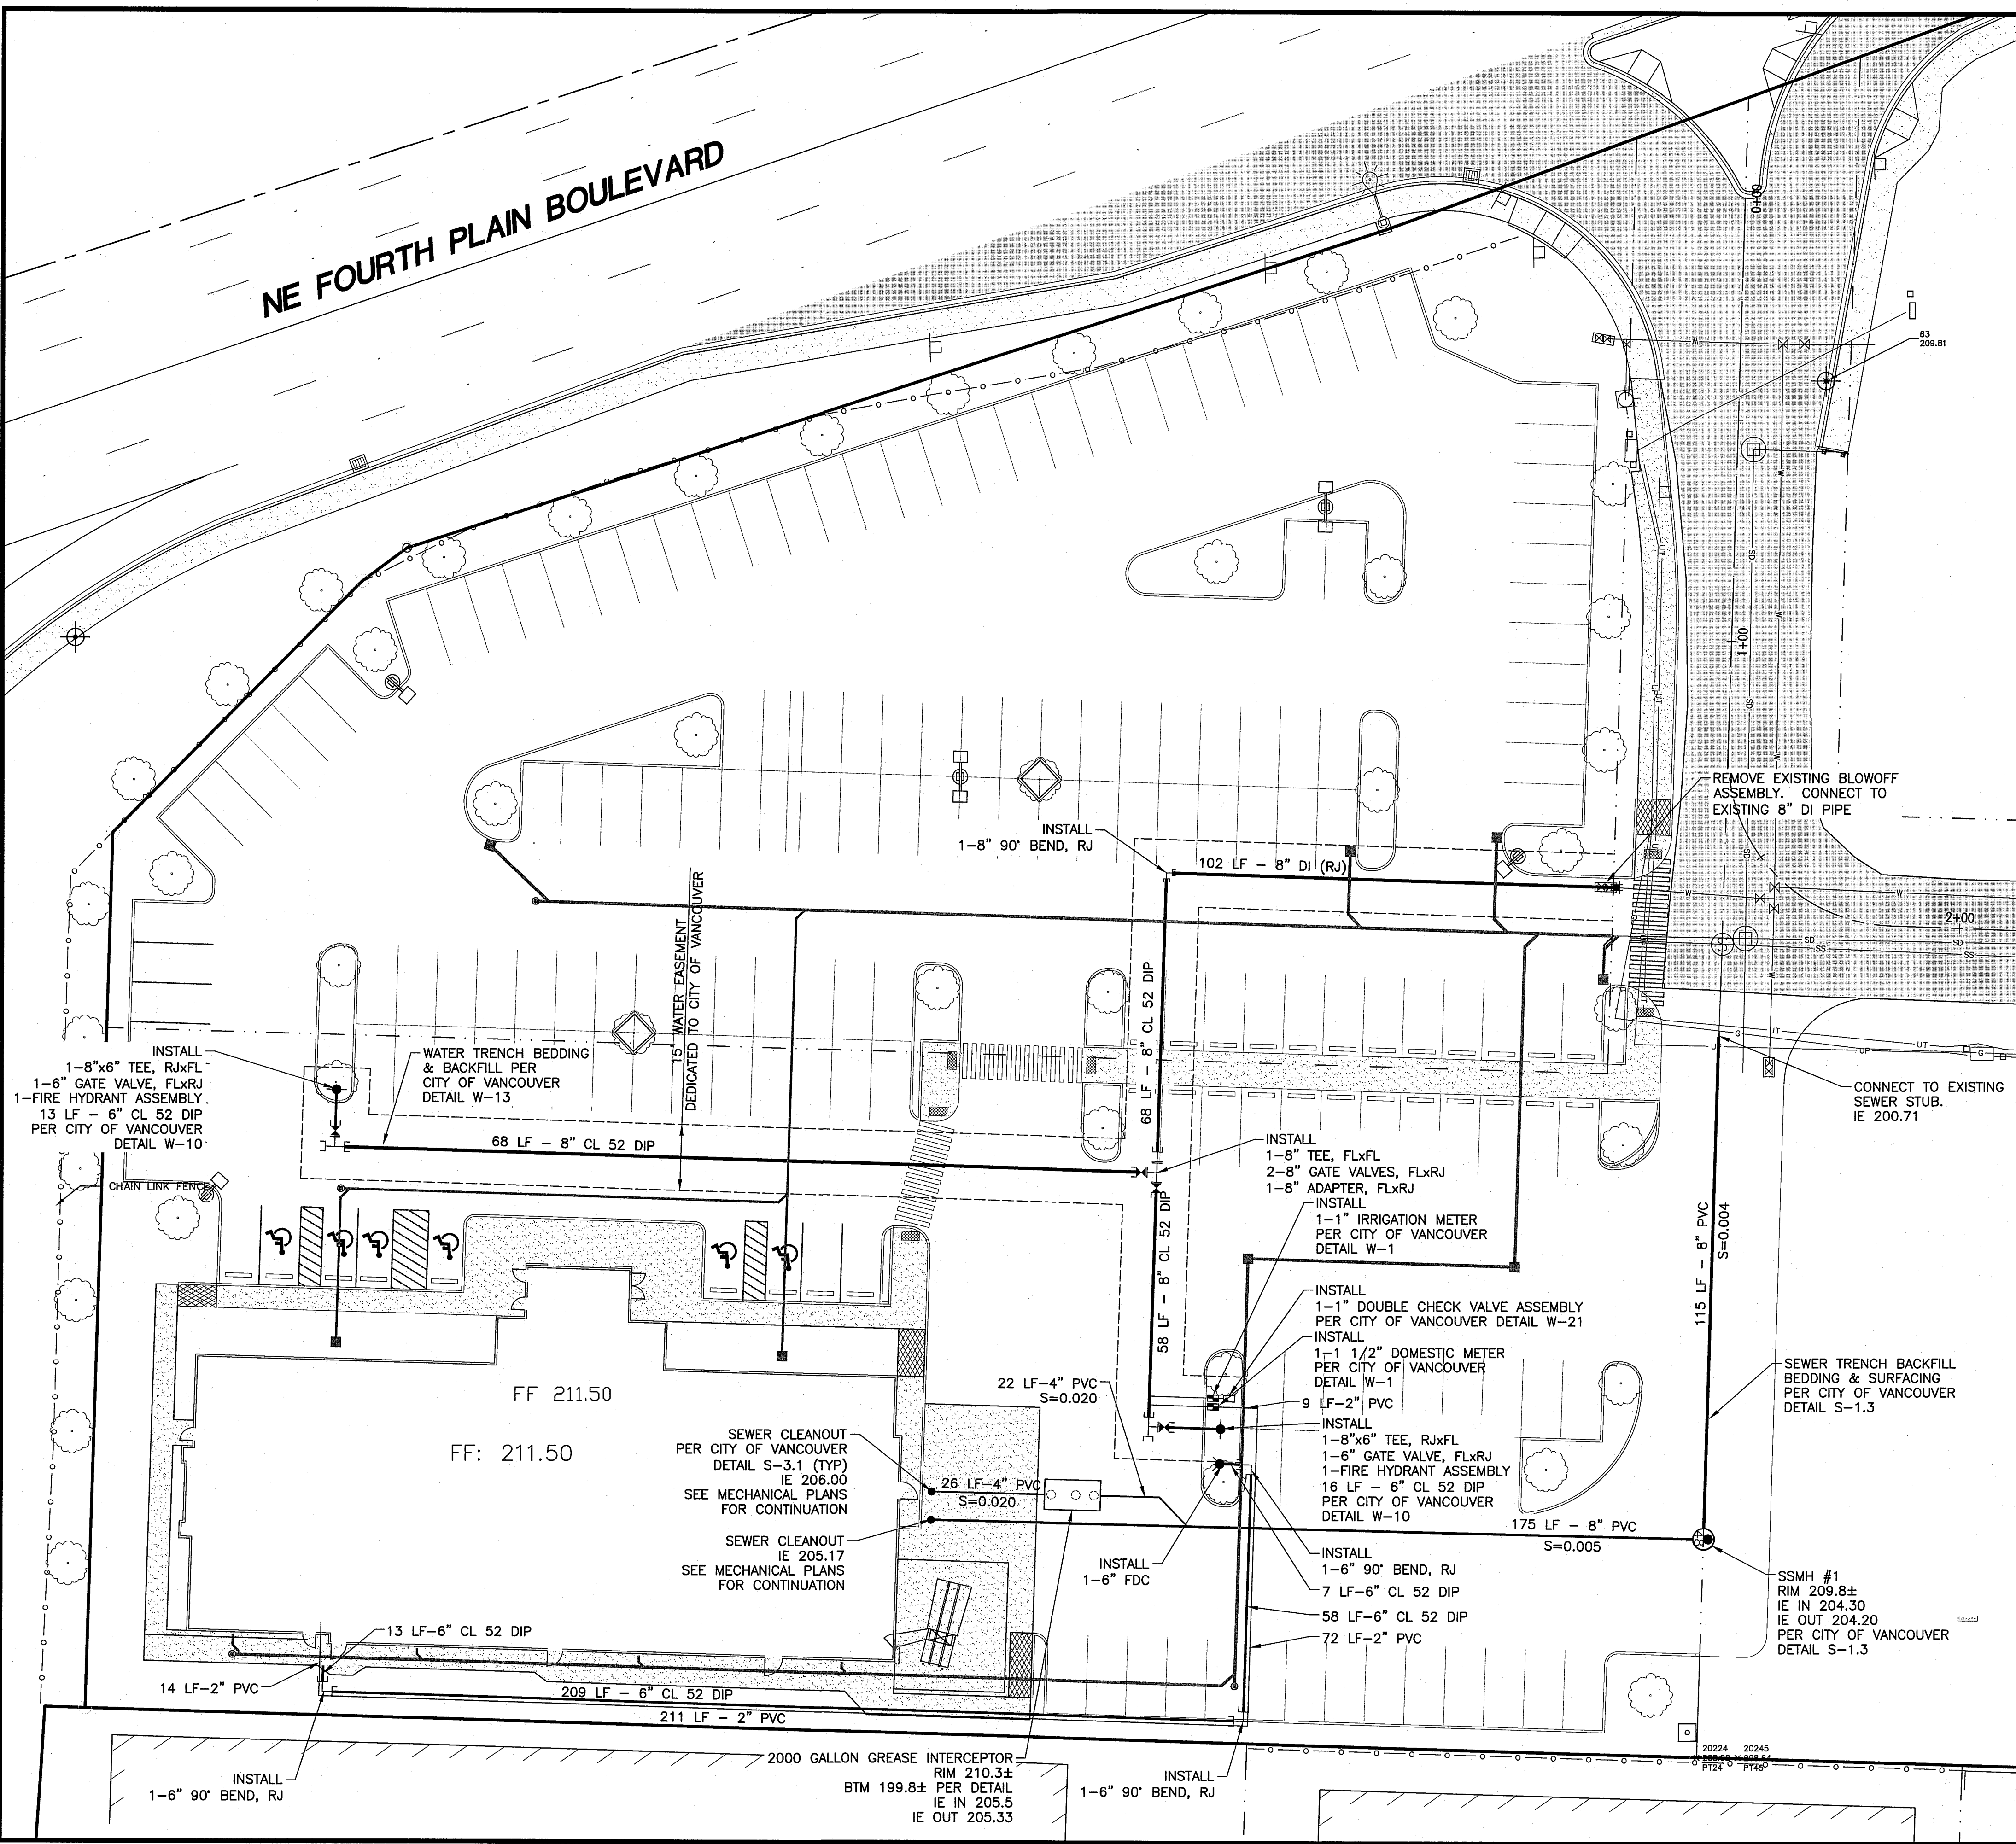 NE FOURTH PLAIN BOULEVARD
0+00
63
209.81
W
UT
SD
W
1+00
SD
W
UP
UT
W
REMOVE EXISTING BLOWOFF
ASSEMBLY. CONNECT TO
EXISTING 8" DI PIPE
INSTALL
1-8" 90° BEND, RJ
102 LF - 8" DI (RJ)
SD
W
W
2+00
SD
SS
SD
SS
W
S
15' WATER EASEMENT
DEDICATED TO CITY OF VANCOUVER
68 LF - 8" CL 52 DIP
G
UT
UT
UP
UP
G
INSTALL
1-8"x6" TEE, RJxFL
1-6" GATE VALVE, FLxRJ
1-FIRE HYDRANT ASSEMBLY
13 LF - 6" CL 52 DIP
PER CITY OF VANCOUVER
DETAIL W-10
WATER TRENCH BEDDING
& BACKFILL PER
CITY OF VANCOUVER
DETAIL W-13
68 LF - 8" CL 52 DIP
CONNECT TO EXISTING
SEWER STUB.
IE 200.71
INSTALL
1-8" TEE, FLxFL
2-8" GATE VALVES, FLxRJ
1-8" ADAPTER, FLxRJ
CHAIN LINK FENCE
INSTALL
1-1" IRRIGATION METER
PER CITY OF VANCOUVER
DETAIL W-1
58 LF - 8" CL 52 DIP
115 LF - 8" PVC
S=0.004
INSTALL
1-1" DOUBLE CHECK VALVE ASSEMBLY
PER CITY OF VANCOUVER DETAIL W-21
INSTALL
1-1 1/2" DOMESTIC METER
PER CITY OF VANCOUVER
DETAIL W-1
SEWER TRENCH BACKFILL
BEDDING & SURFACING
PER CITY OF VANCOUVER
DETAIL S-1.3
FF 211.50
FF: 211.50
22 LF-4" PVC
S=0.020
9 LF-2" PVC
INSTALL
1-8"x6" TEE, RJxFL
1-6" GATE VALVE, FLxRJ
1-FIRE HYDRANT ASSEMBLY
16 LF - 6" CL 52 DIP
PER CITY OF VANCOUVER
DETAIL W-10
SEWER CLEANOUT
PER CITY OF VANCOUVER
DETAIL S-3.1 (TYP)
IE 206.00
SEE MECHANICAL PLANS
FOR CONTINUATION
26 LF-4" PVC
S=0.020
175 LF - 8" PVC
S=0.005
SEWER CLEANOUT
IE 205.17
SEE MECHANICAL PLANS
FOR CONTINUATION
INSTALL
1-6" FDC
INSTALL
1-6" 90° BEND, RJ
7 LF-6" CL 52 DIP
58 LF-6" CL 52 DIP
72 LF-2" PVC
SSMH #1
RIM 209.8±
IE IN 204.30
IE OUT 204.20
PER CITY OF VANCOUVER
DETAIL S-1.3
13 LF-6" CL 52 DIP
14 LF-2" PVC
209 LF - 6" CL 52 DIP
211 LF - 2" PVC
2000 GALLON GREASE INTERCEPTOR
RIM 210.3±
BTM 199.8± PER DETAIL
IE IN 205.5
IE OUT 205.33
INSTALL
1-6" 90° BEND, RJ
INSTALL
1-6" 90° BEND, RJ
20224 20245
PT24 PT45